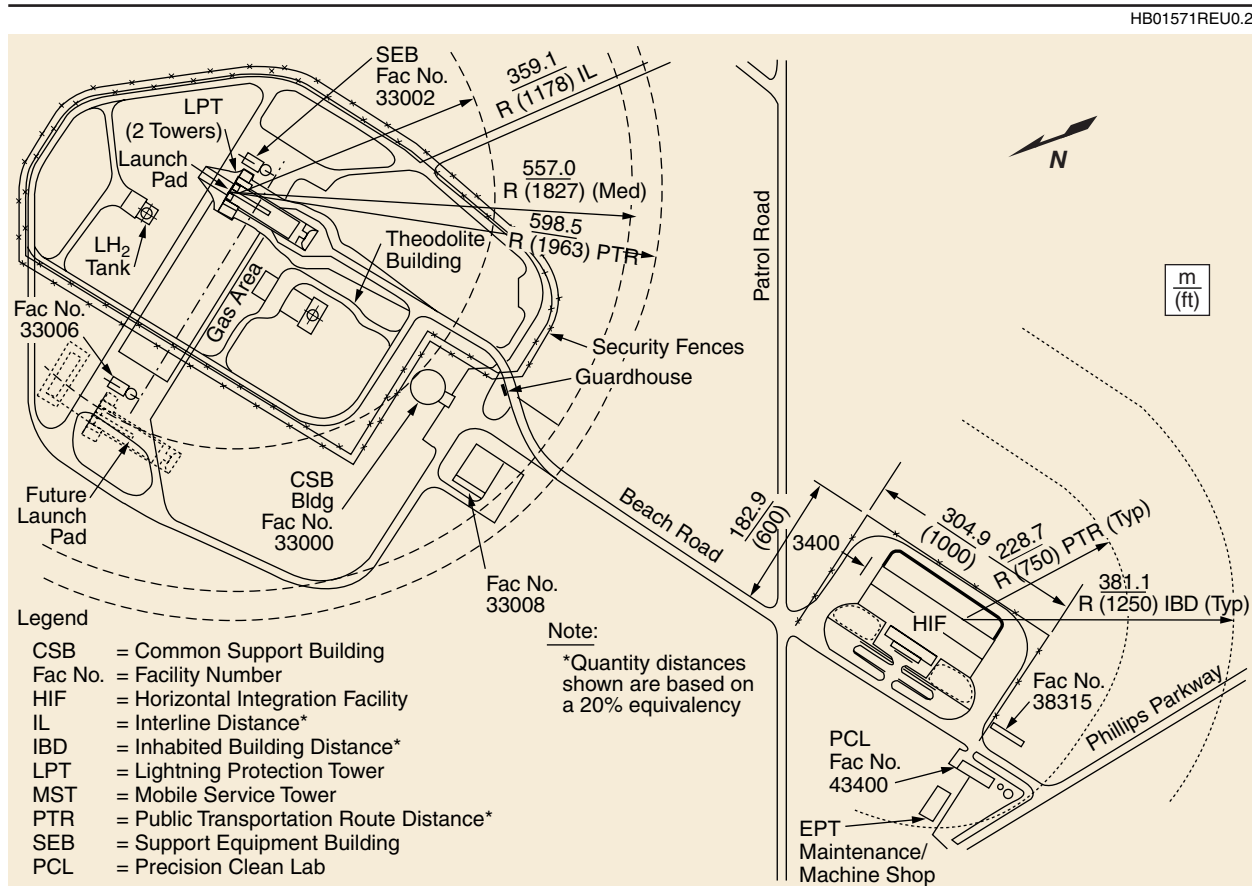 HB01571REU0.2
SEB
Fac No.
33002
359.1
R (1178) IL
LPT
(2 Towers)
Launch
Pad
557.0
R (1827) (Med)
598.5
R (1963) PTR
Theodolite
Building
LH2
Tank
Gas Area
Fac No.
33006
Security Fences
Guardhouse
Patrol Road
N
m
(ft)
Future
Launch
Pad
CSB
Bldg
Fac No.
33000
Fac No.
33008
Beach Road
182.9
(600)
3400
304.9
(1000)
228.7
R (750) PTR (Typ)
381.1
R (1250) IBD (Typ)
HIF
Fac No.
38315
Phillips Parkway
PCL
Fac No.
43400
EPT
Maintenance/
Machine Shop
Note:
*Quantity distances
shown are based on
a 20% equivalency
Legend
CSB = Common Support Building
Fac No. = Facility Number
HIF = Horizontal Integration Facility
IL = Interline Distance*
IBD = Inhabited Building Distance*
LPT = Lightning Protection Tower
MST = Mobile Service Tower
PTR = Public Transportation Route Distance*
SEB = Support Equipment Building
PCL = Precision Clean Lab